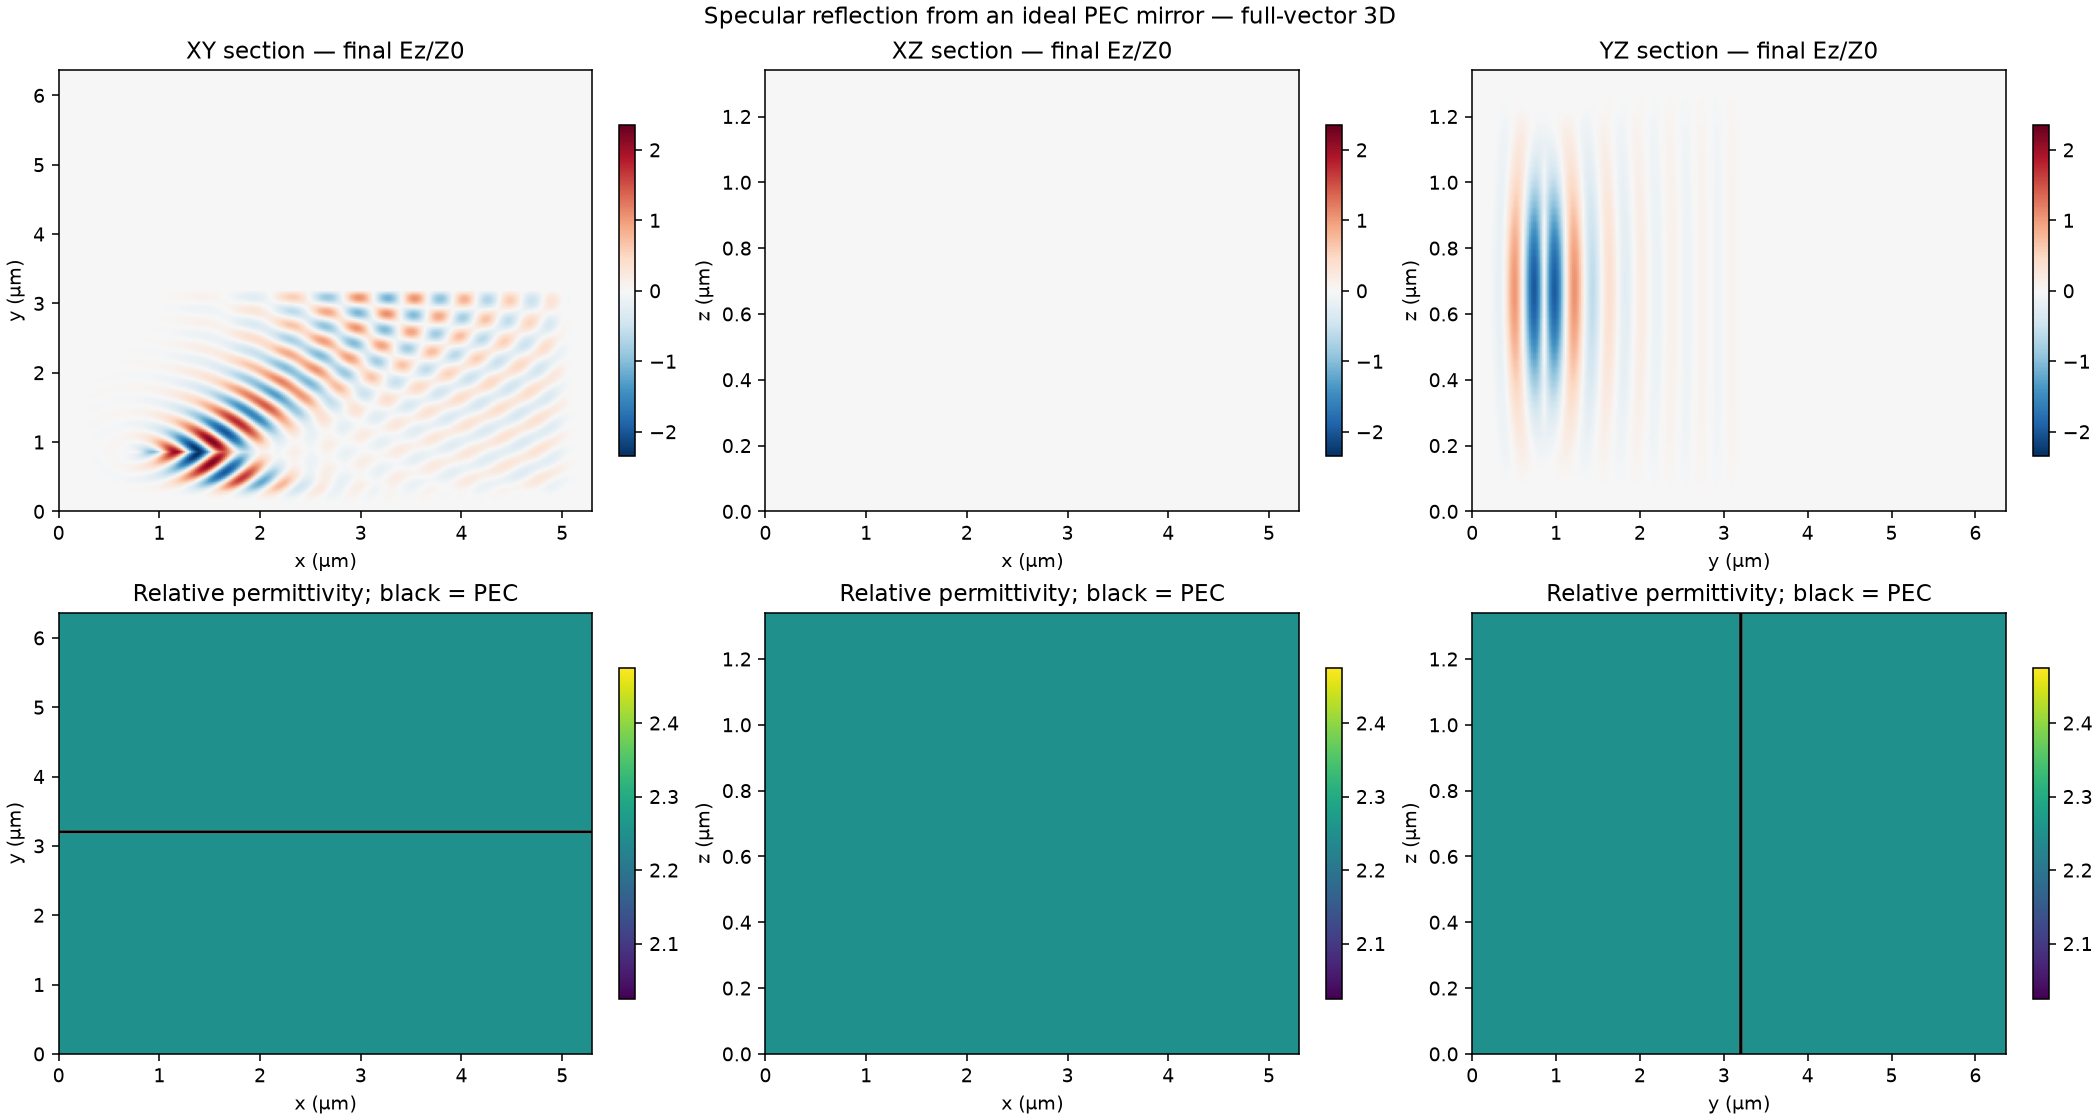 Specular reflection from an ideal PEC mirror — full-vector 3D
XY section — final Ez/Z0
XZ section — final Ez/Z0
YZ section — final Ez/Z0
y (µm)
6
5
4
3
2
1
0
0 1 2 3 4 5
x (µm)
2
1
0
−1
−2
z (µm)
1.2
1.0
0.8
0.6
0.4
0.2
0.0
0 1 2 3 4 5
x (µm)
2
1
0
−1
−2
z (µm)
1.2
1.0
0.8
0.6
0.4
0.2
0.0
0 1 2 3 4 5 6
y (µm)
2
1
0
−1
−2
Relative permittivity; black = PEC
Relative permittivity; black = PEC
Relative permittivity; black = PEC
y (µm)
6
5
4
3
2
1
0
0 1 2 3 4 5
x (µm)
2.4
2.3
2.2
2.1
z (µm)
1.2
1.0
0.8
0.6
0.4
0.2
0.0
0 1 2 3 4 5
x (µm)
2.4
2.3
2.2
2.1
z (µm)
1.2
1.0
0.8
0.6
0.4
0.2
0.0
0 1 2 3 4 5 6
y (µm)
2.4
2.3
2.2
2.1